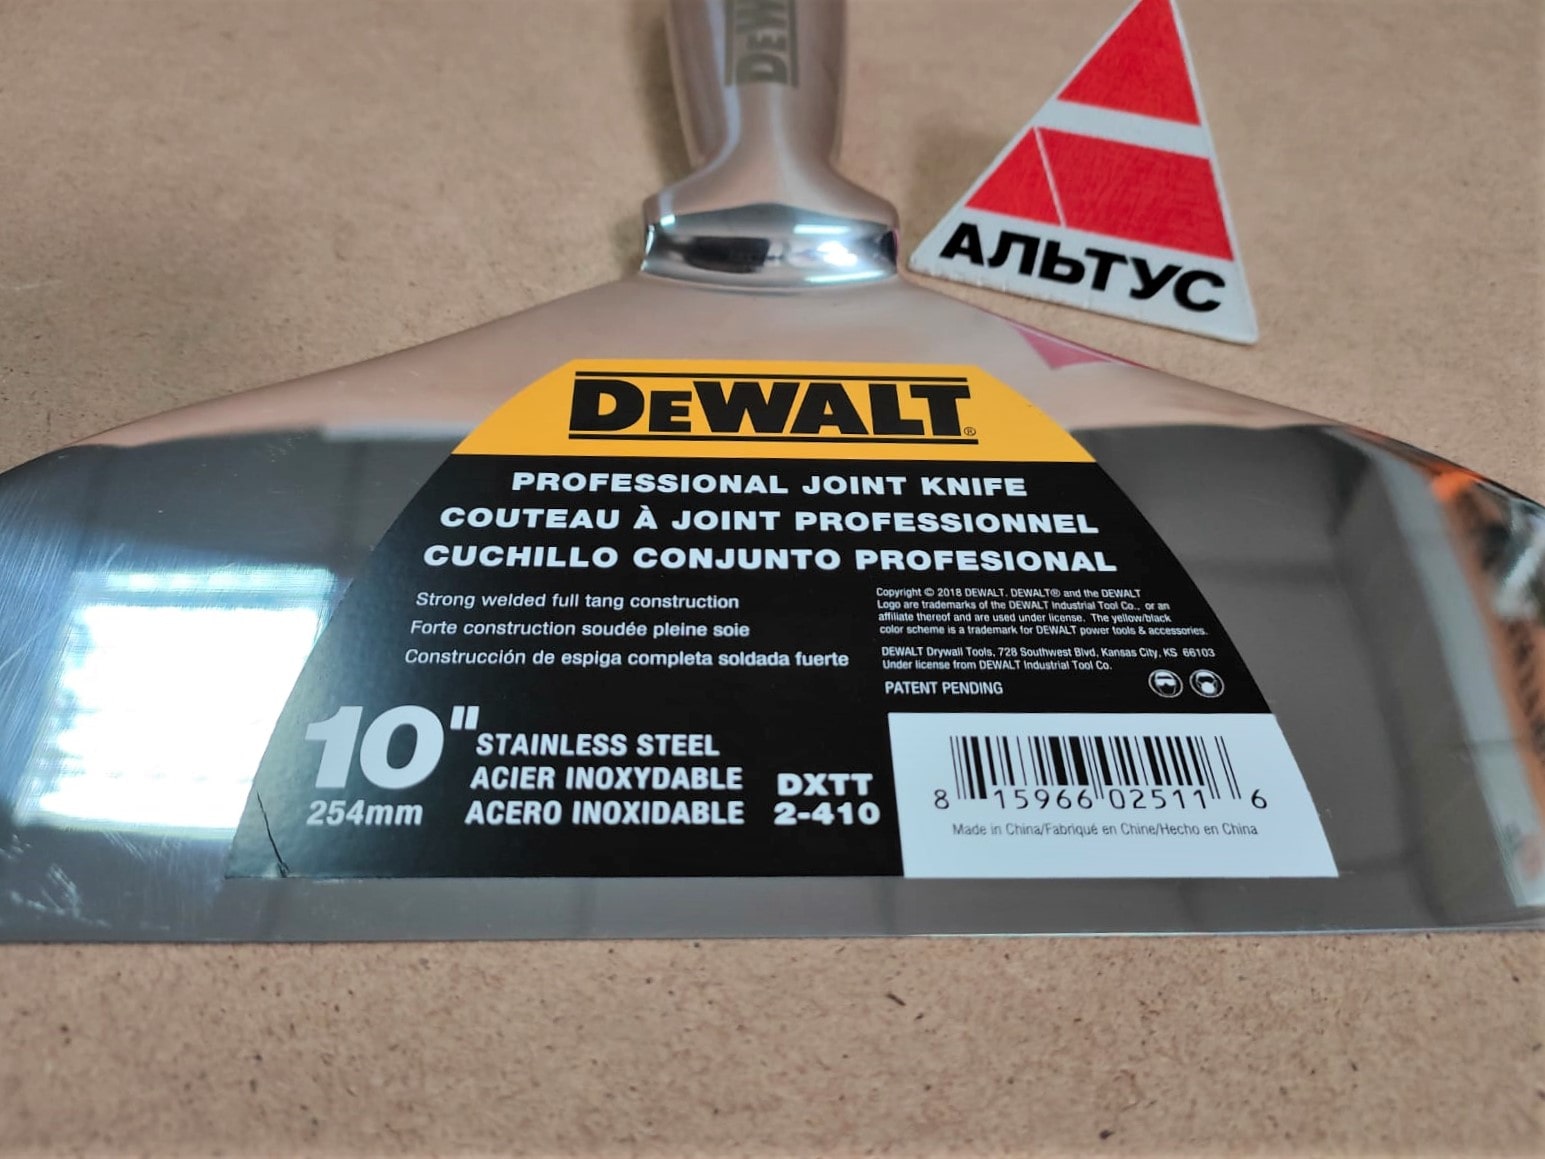 DEWALT
АЛЬТУС
DEWALT®
PROFESSIONAL JOINT KNIFE
COUTEAU À JOINT PROFESSIONNEL
CUCHILLO CONJUNTO PROFESIONAL
Strong welded full tang construction
Forte construction soudée pleine soie
Construcción de espiga completa soldada fuerte
Copyright © 2018 DEWALT. DEWALT® and the DEWALT
Logo are trademarks of the DEWALT Industrial Tool Co., or an
affiliate thereof and are used under license. The yellow/black
color scheme is a trademark for DEWALT power tools & accessories.
DEWALT Drywall Tools, 728 Southwest Blvd, Kansas City, KS 66103
Under license from DEWALT Industrial Tool Co.
PATENT PENDING
10"
254mm
STAINLESS STEEL
ACIER INOXYDABLE
ACERO INOXIDABLE
DXTT
2-410
8 15966 02511 6
Made in China/Fabriqué en Chine/Hecho en China